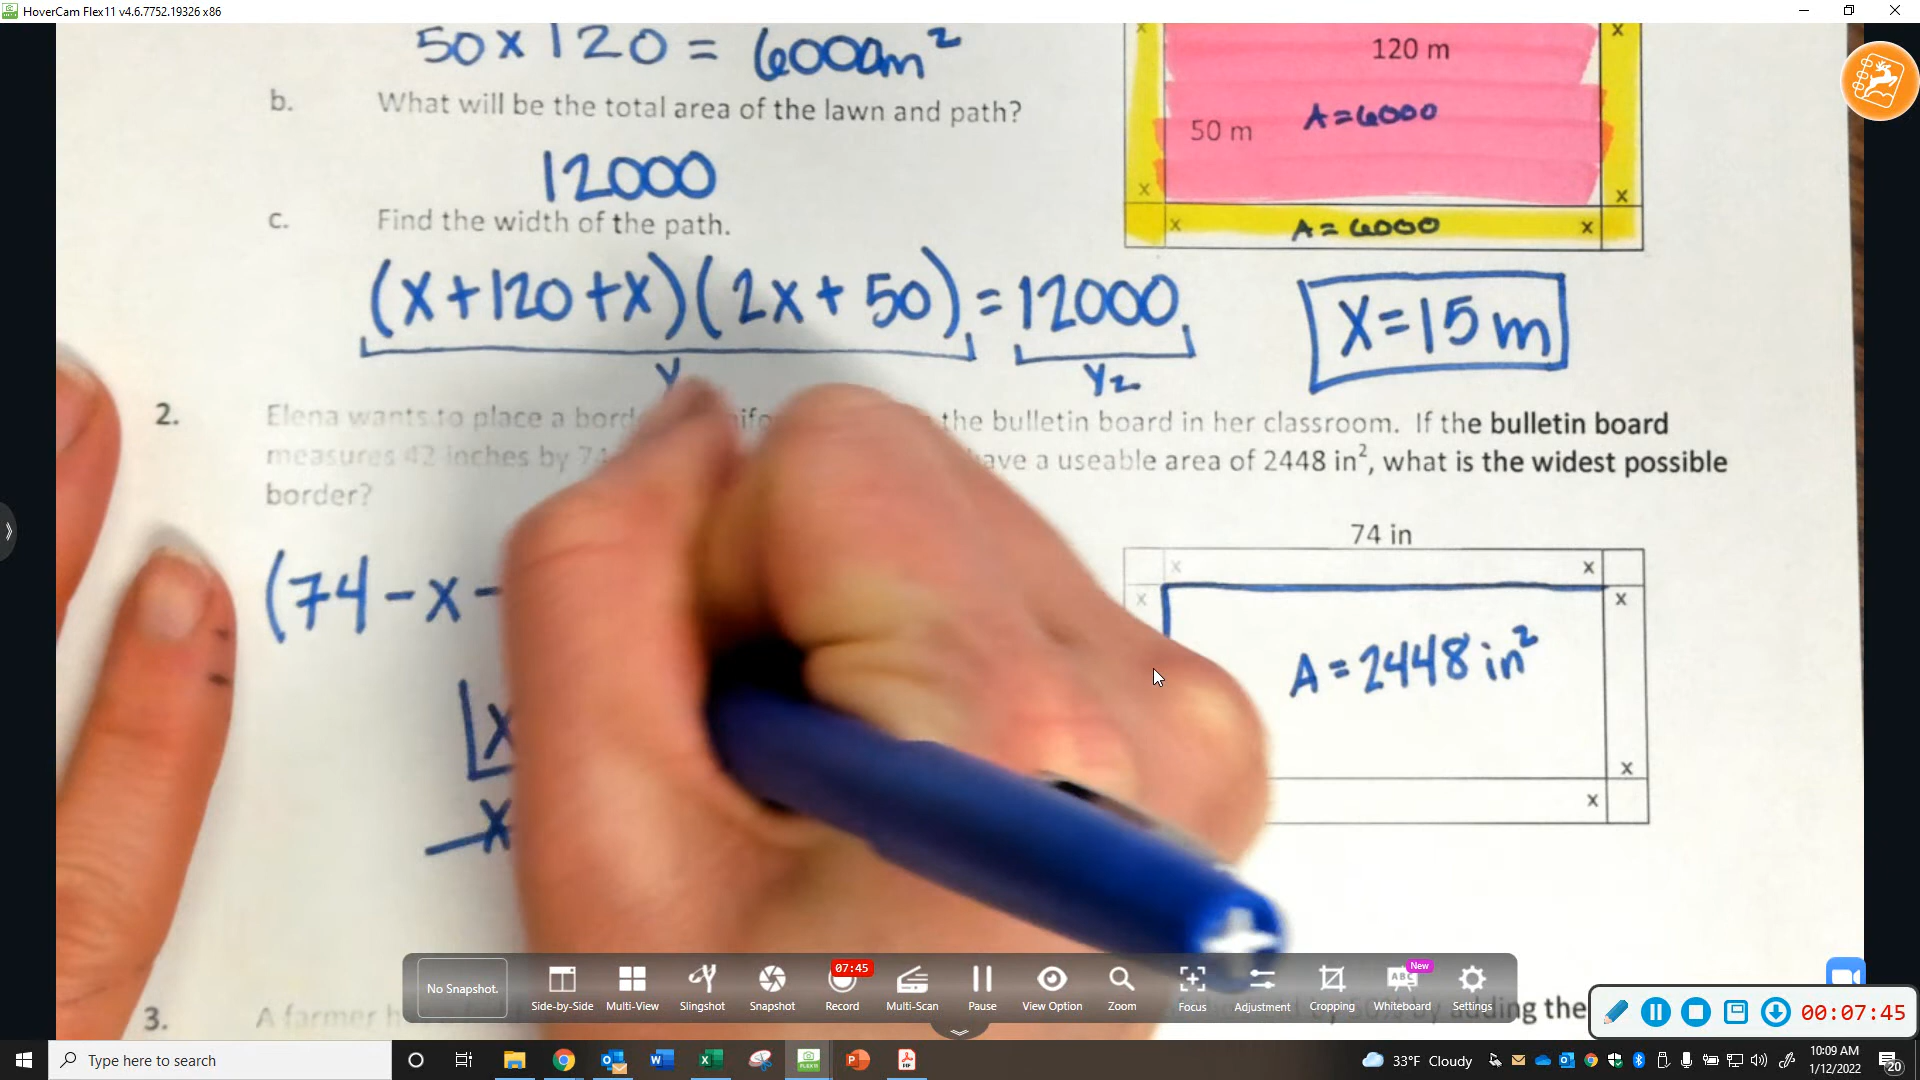 HoverCam Flex11 v4.6.7752.19326 x86
50 x 120 = 6000m²
b. What will be the total area of the lawn and path?
12000
c. Find the width of the path.
(x+120+x)(2x+50) = 12000
y
y2
X=15m
120 m
50 m
A=6000
A=6000
x
x
x
x
x
x
2. Elena wants to place a the bulletin board in her classroom. If the bulletin board
measures 42 inches by a useable area of 2448 in², what is the widest possible
border?
(74-x-
x
x
74 in
x
x
x
x
A=2448 in²
x
x
3. A farmer adding the
No Snapshot.
Side-by-Side
Multi-View
Slingshot
Snapshot
07:45
Record
Multi-Scan
Pause
View Option
Zoom
Focus
Adjustment
Cropping
New
ABC
Whiteboard
Settings
00:07:45
Type here to search
33°F Cloudy
10:09 AM
1/12/2022
20